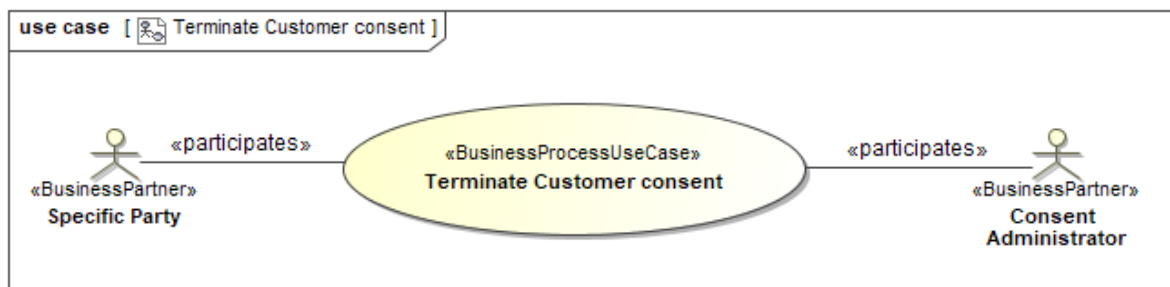 use case [ Terminate Customer consent ]
«participates»
«participates»
«BusinessProcessUseCase»
Terminate Customer consent
«BusinessPartner»
Specific Party
«BusinessPartner»
Consent
Administrator